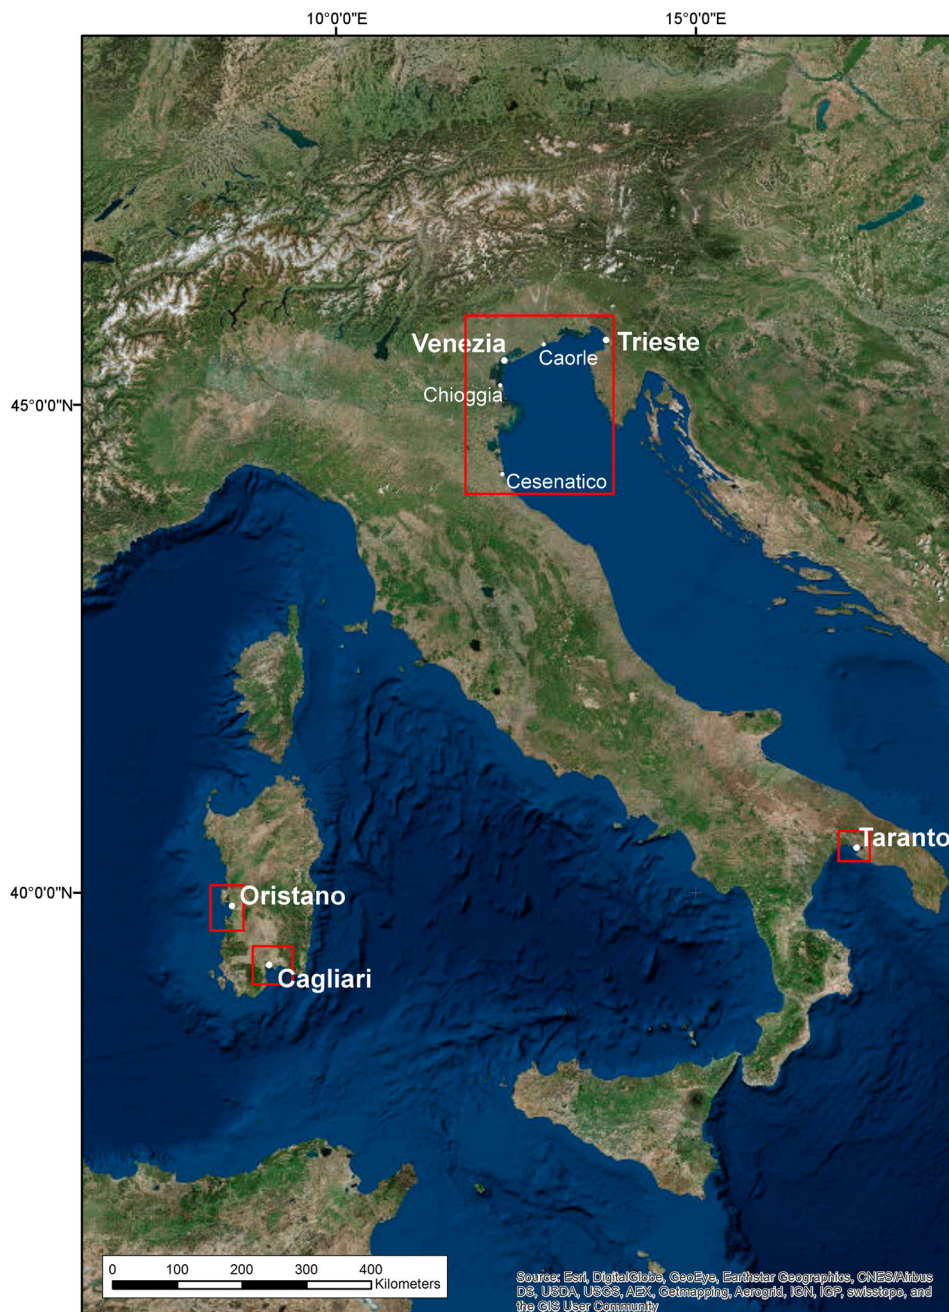 10°0'0"E
15°0'0"E
Venezia
Trieste
Caorle
Chioggia
45°0'0"N
Cesenatico
Taranto
40°0'0"N
Oristano
Cagliari
0 100 200 300 400
Kilometers
Source: Esri, DigitalGlobe, GeoEye, Earthstar Geographics, CNES/Airbus
DS, USDA, USGS, AEX, Getmapping, Aerogrid, IGN, IGP, swisstopo, and
the GIS User Community